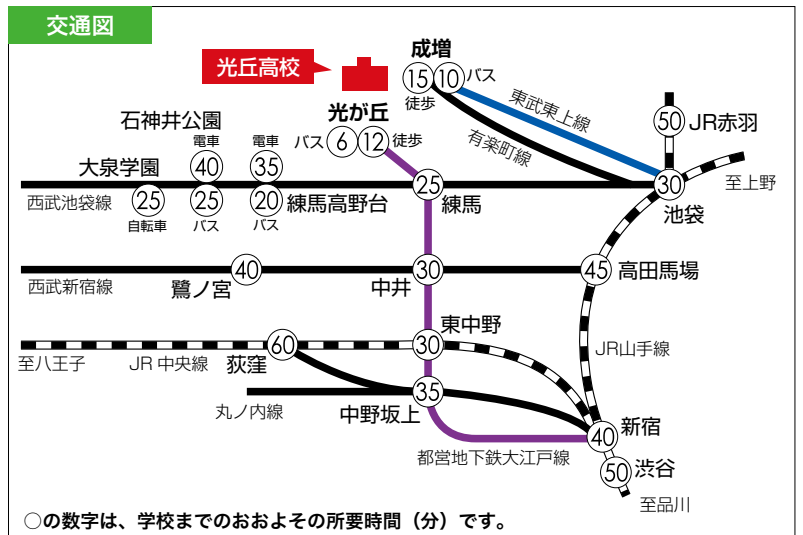 交通図
光丘高校
成増
15
10
バス
徒歩
光が丘
バス
6
12
徒歩
東武東上線
有楽町線
50
JR赤羽
石神井公園
電車
電車
大泉学園
40
35
西武池袋線
25
25
20
練馬高野台
25
練馬
30
池袋
至上野
自転車
バス
バス
西武新宿線
40
鷺ノ宮
30
中井
45
高田馬場
東中野
至八王子
JR中央線
荻窪
60
30
JR山手線
丸ノ内線
中野坂上
35
都営地下鉄大江戸線
40
新宿
50
渋谷
至品川
○の数字は、学校までのおおよその所要時間（分）です。